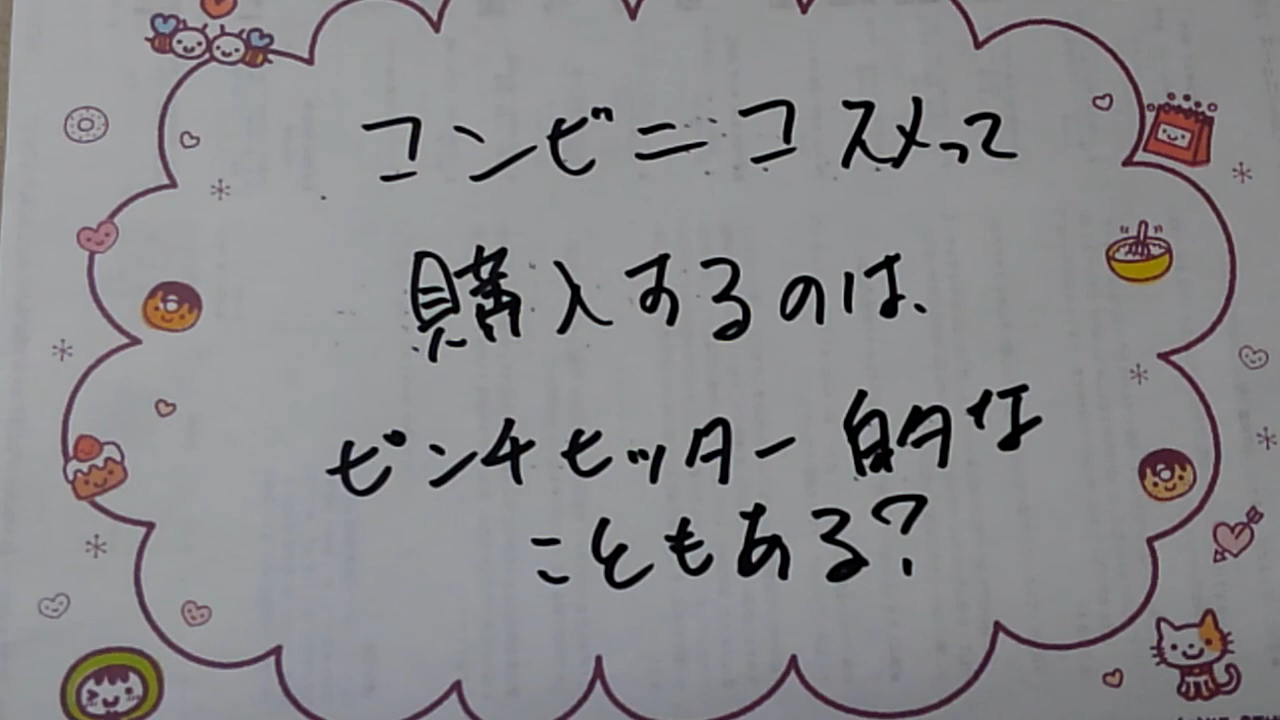 コンビニコスメって
購入するのは、
ピンチヒッター的な
こともある?